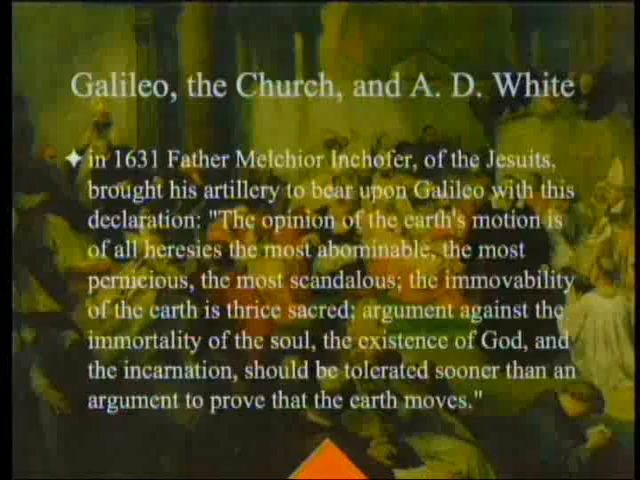 Galileo, the Church, and A. D. White
in 1631 Father Melchior Inchofer, of the Jesuits,
brought his artillery to bear upon Galileo with this
declaration: "The opinion of the earth's motion is
of all heresies the most abominable, the most
pernicious, the most scandalous; the immovability
of the earth is thrice sacred; argument against the
immortality of the soul, the existence of God, and
the incarnation, should be tolerated sooner than an
argument to prove that the earth moves."